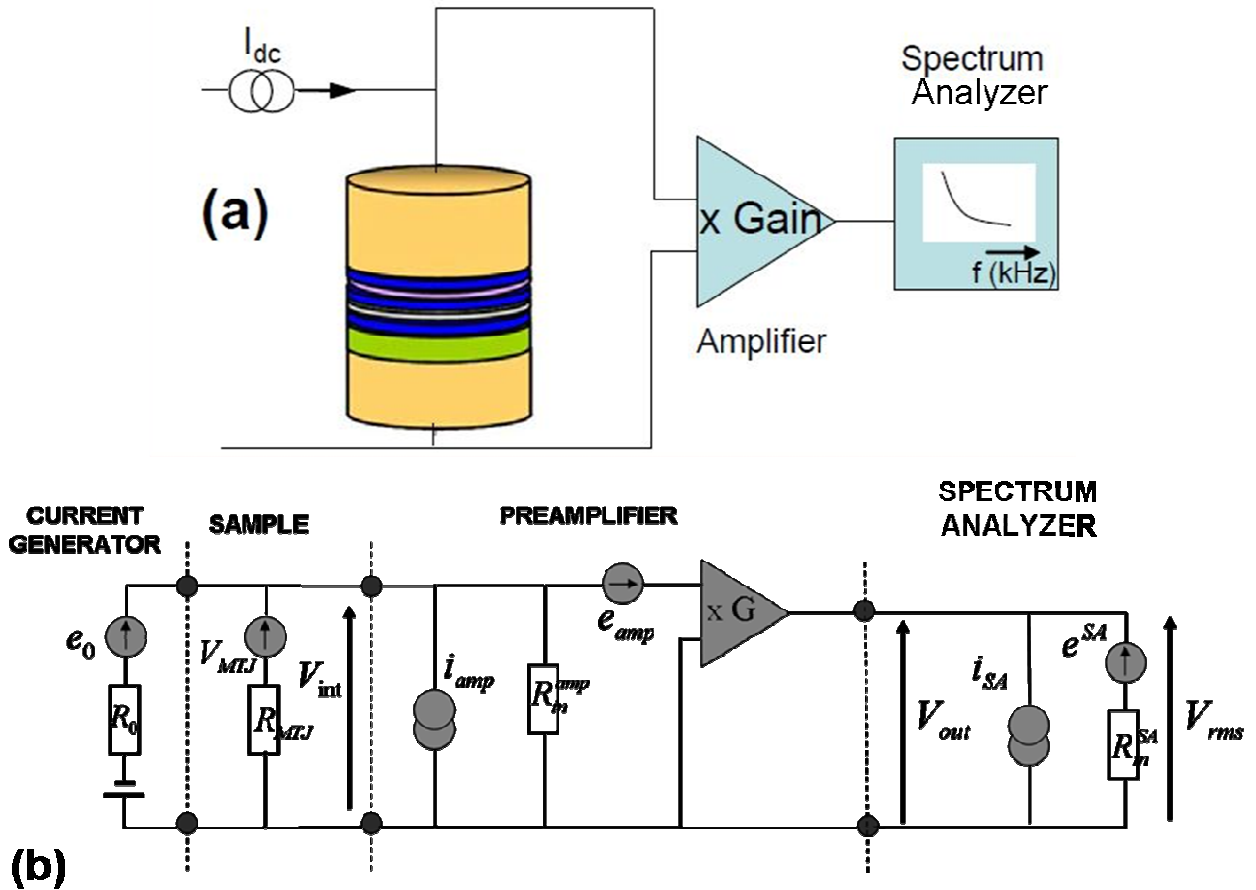 I_dc
Spectrum
Analyzer
(a)
x Gain
f (kHz)
Amplifier
CURRENT
GENERATOR
SAMPLE
PREAMPLIFIER
SPECTRUM
ANALYZER
e_0
R_0
V_MTJ
R_MTJ
V_int
i_amp
R_in^amp
e_amp
x G
V_out
i_SA
e^SA
R_in^SA
V_rms
(b)